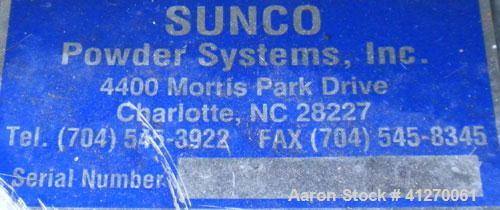 SUNCO
Powder Systems, Inc.
4400 Morris Park Drive
Charlotte, NC 28227
Tel. (704) 545-3922 FAX (704) 545-8345
Serial Number
Aaron Stock # 41270061